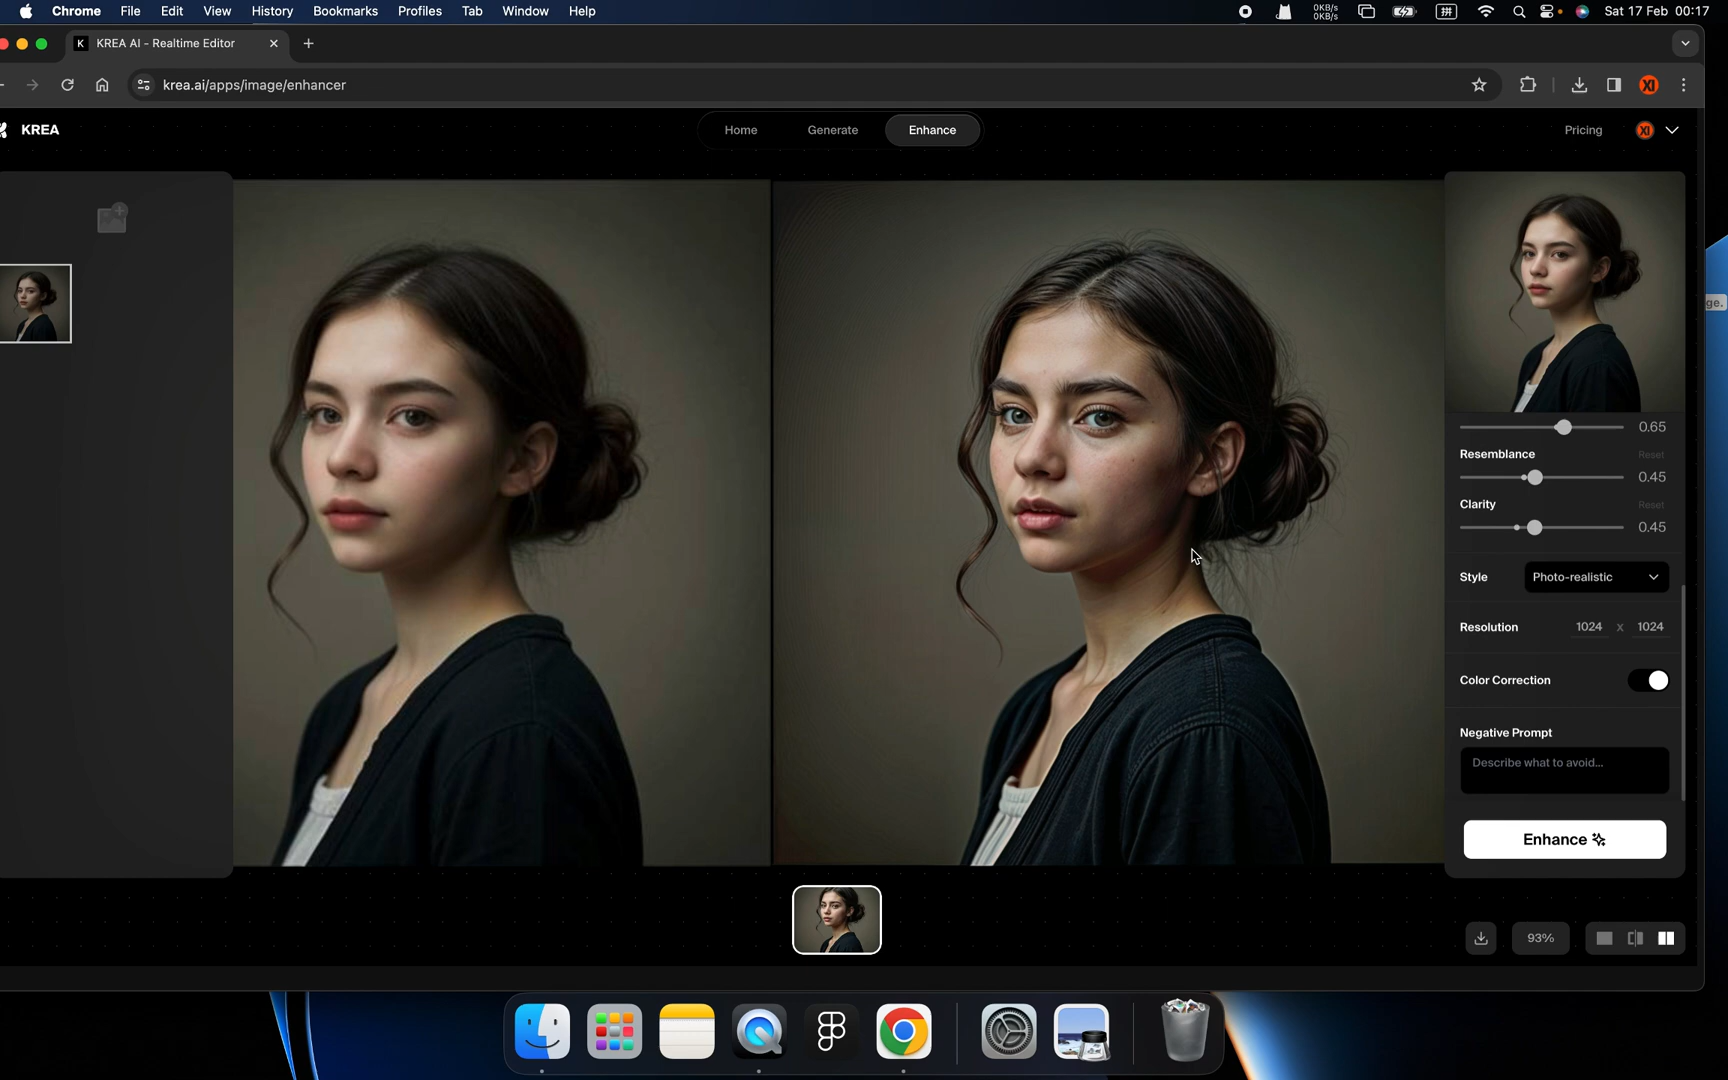 Chrome File Edit View History Bookmarks Profiles Tab Window Help
0KB/s
0KB/s
Sat 17 Feb 00:17
K KREA AI - Realtime Editor
krea.ai/apps/image/enhancer
XI
KREA
Home Generate Enhance
Pricing XI
ge.
0.65
Resemblance Reset
0.45
Clarity Reset
0.45
Style Photo-realistic
Resolution 1024 x 1024
Color Correction
Negative Prompt
Describe what to avoid...
Enhance
93%